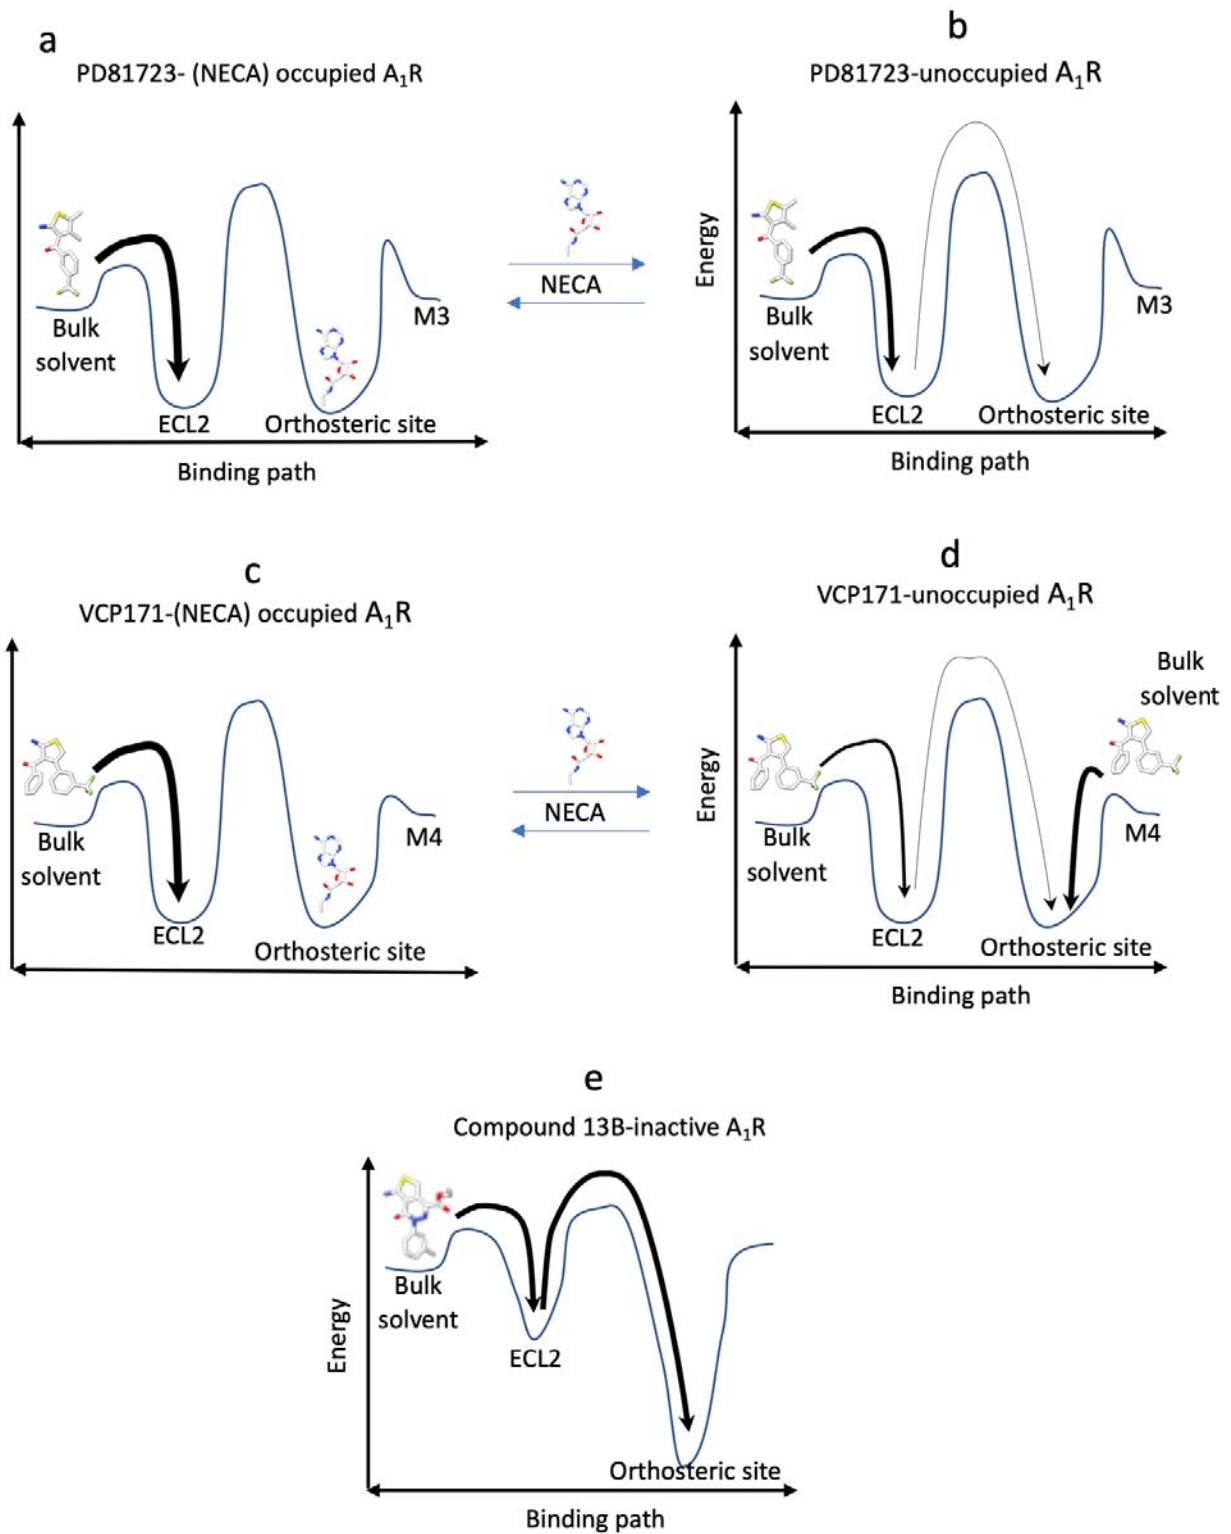 a
PD81723- (NECA) occupied A₁R
Bulk
solvent
ECL2
Orthosteric site
M3
Binding path
NECA
b
PD81723-unoccupied A₁R
Energy
Bulk
solvent
ECL2
Orthosteric site
M3
Binding path
c
VCP171-(NECA) occupied A₁R
Bulk
solvent
ECL2
Orthosteric site
M4
NECA
d
VCP171-unoccupied A₁R
Bulk
solvent
Energy
Bulk
solvent
ECL2
Orthosteric site
M4
Binding path
e
Compound 13B-inactive A₁R
Energy
Bulk
solvent
ECL2
Orthosteric site
Binding path